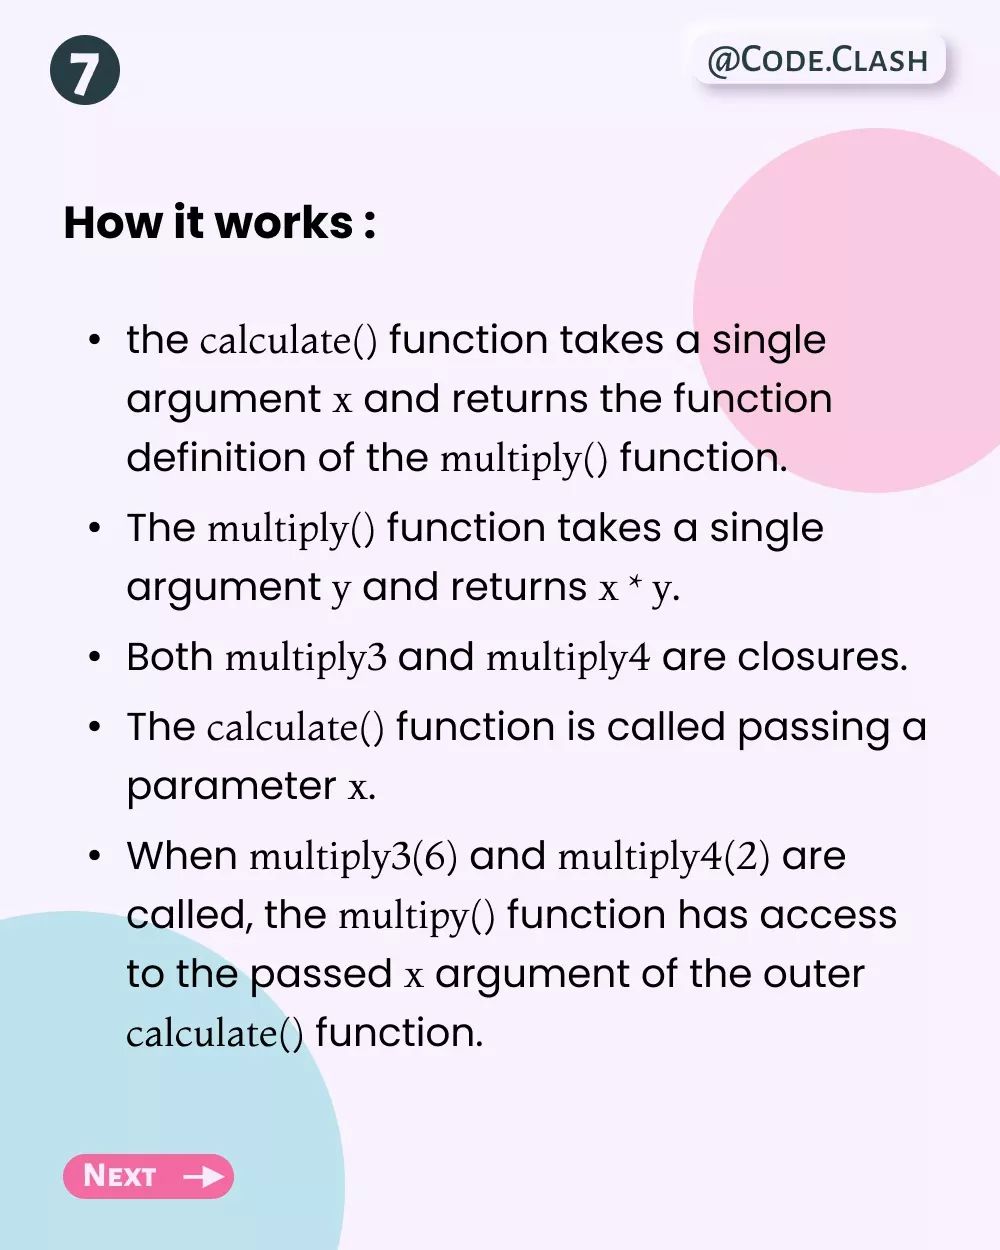 7
@Code.Clash
How it works :
• the calculate() function takes a single
argument x and returns the function
definition of the multiply() function.
• The multiply() function takes a single
argument y and returns x * y.
• Both multiply3 and multiply4 are closures.
• The calculate() function is called passing a
parameter x.
• When multiply3(6) and multiply4(2) are
called, the multipy() function has access
to the passed x argument of the outer
calculate() function.
Next